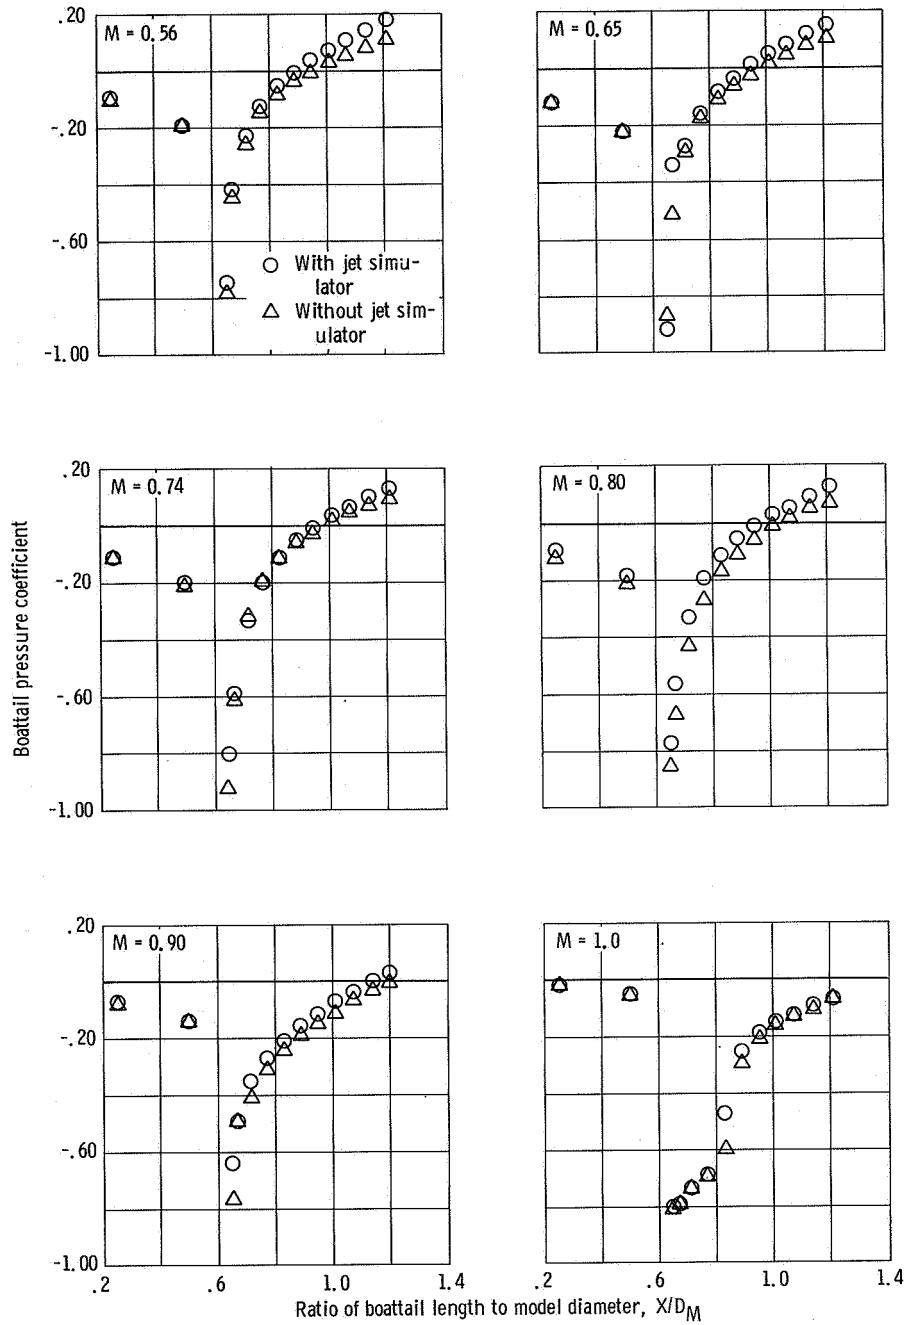 .20
M = 0.56
-.20
-.60
-1.00
With jet simu-
lator
Without jet sim-
ulator
M = 0.65
.20
M = 0.74
-.20
-.60
-1.00
M = 0.80
Boattail pressure coefficient
.20
M = 0.90
-.20
-.60
-1.00
M = 1.0
.2 .6 1.0 1.4
.2 .6 1.0 1.4
Ratio of boattail length to model diameter, X/DM